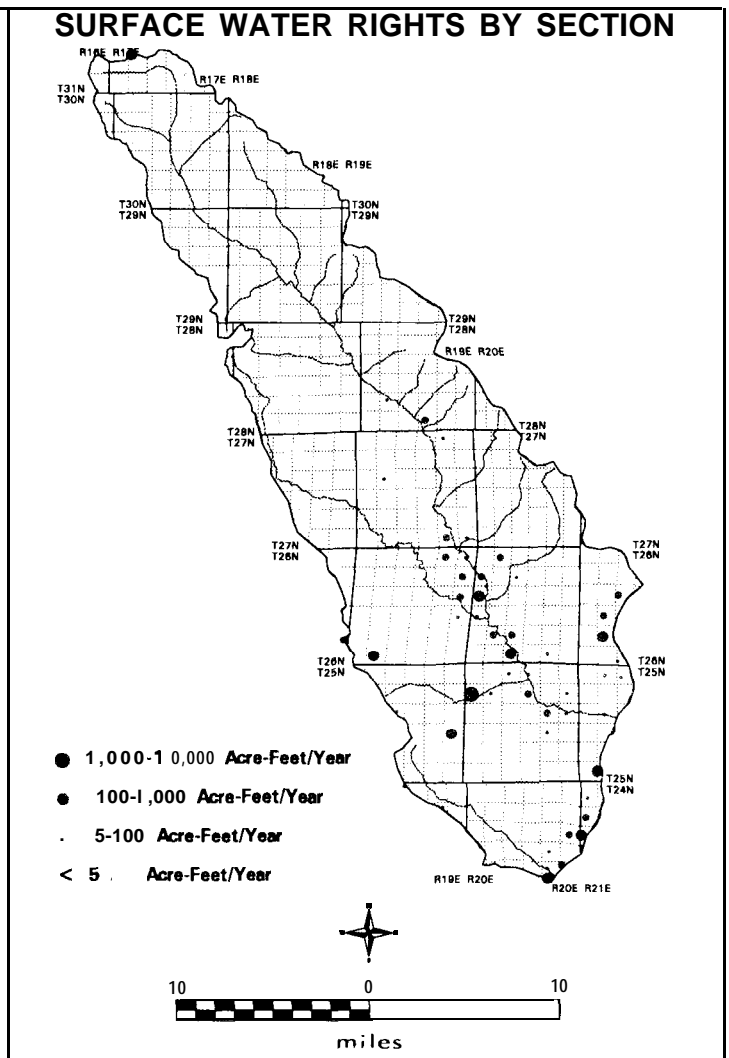 SURFACE WATER RIGHTS BY SECTION
R16E R17E
R17E R18E
T31N
T30N
R18E R19E
T30N
T29N
T30N
T29N
T29N
T28N
T29N
T28N
R19E R20E
T28N
T27N
T28N
T27N
T27N
T26N
T27N
T26N
T26N
T25N
T26N
T25N
1,000-1 0,000 Acre-Feet/Year
100-I ,000 Acre-Feet/Year
5-100 Acre-Feet/Year
< 5 . Acre-Feet/Year
T25N
T24N
R19E R20E
R20E R21E
10 0 10
miles